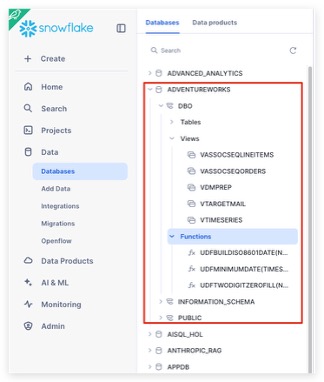 snowflake
Create
Home
Search
Projects
Data
Databases
Add Data
Integrations
Migrations
Openflow
Data Products
AI & ML
Monitoring
Admin
Databases
Data products
Search
ADVANCED_ANALYTICS
ADVENTUREWORKS
DBO
Tables
Views
VASSOCSEQLINEITEMS
VASSOCSEQORDERS
VDMPREP
VTARGETMAIL
VTIMESERIES
Functions
UDFBUILDISO8601DATE(N...
UDFMINIMUMDATE(TIMES...
UDFTWODIGITZEROFILL(N...
INFORMATION_SCHEMA
PUBLIC
AISQL_HOL
ANTHROPIC_RAG
APPDB